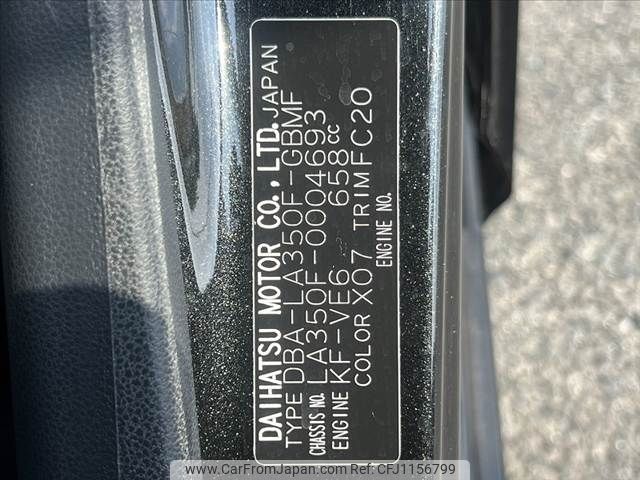 DAIHATSU MOTOR CO., LTD. JAPAN
TYPE DBA-LA350F-GBMF
CHASSIS NO. LA350F-0004693
ENGINE KF-VE6 658cc
COLOR X07 TRIM FC20
ENGINE NO.
www.CarFromJapan.com - CFJ1156799